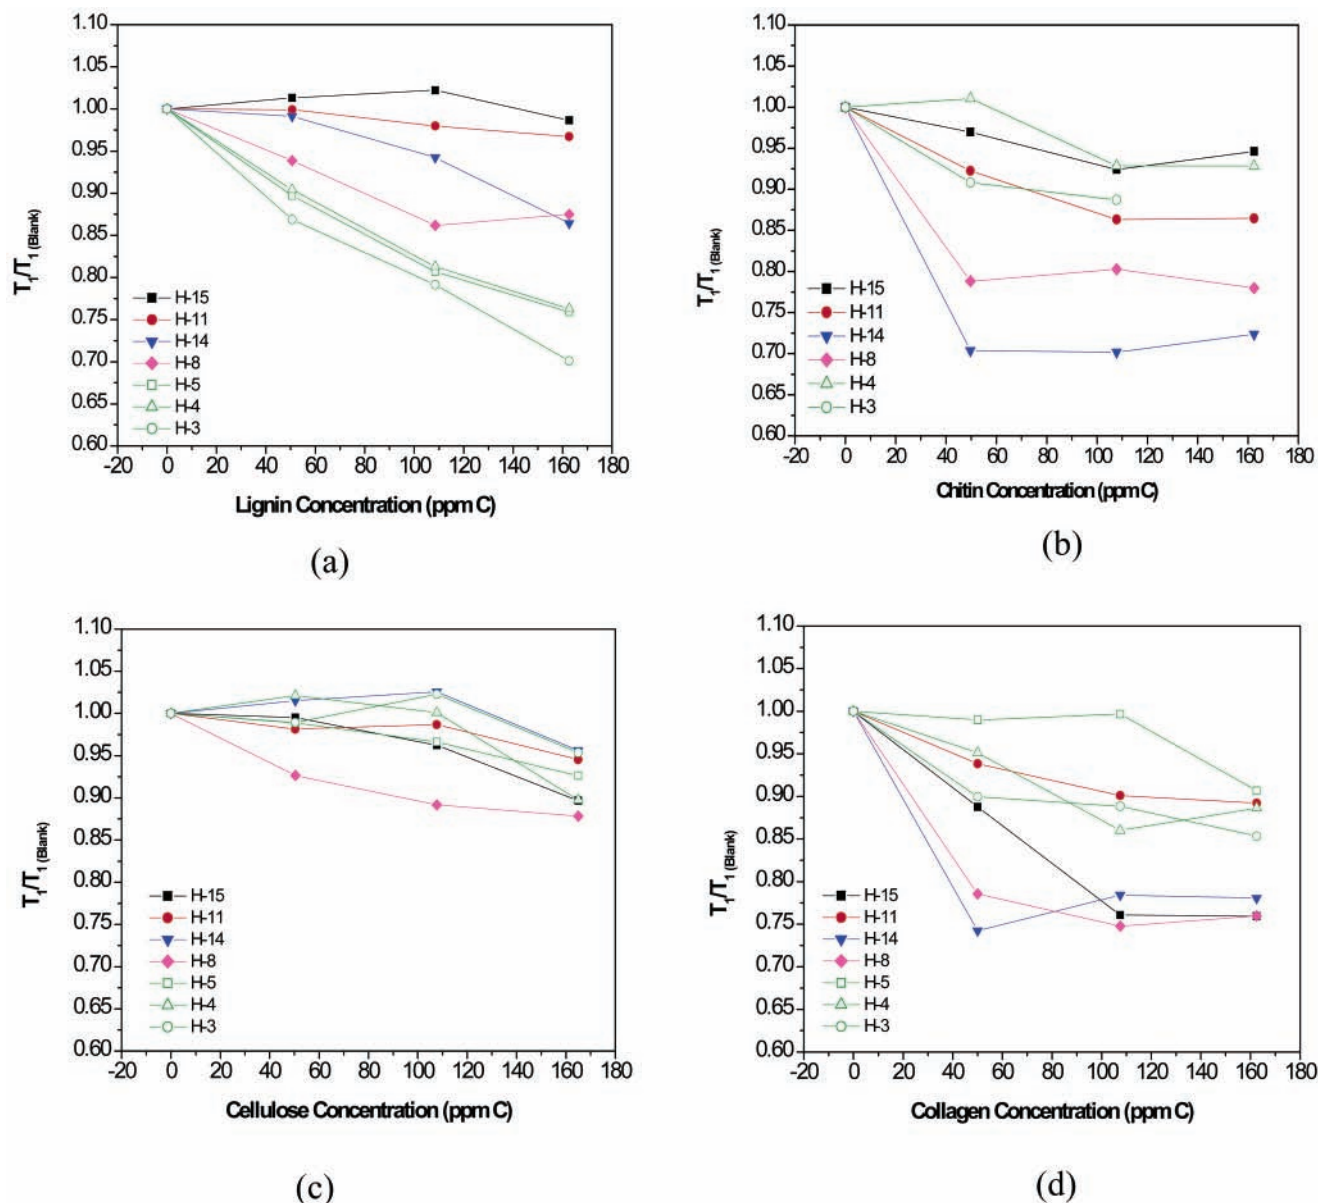 1.10
1.05
1.00
0.95
0.90
0.85
0.80
0.75
0.70
0.65
0.60
T1/T1 (Blank)
H-15
H-11
H-14
H-8
H-5
H-4
H-3
-20 0 20 40 60 80 100 120 140 160 180
Lignin Concentration (ppm C)
(a)
1.10
1.05
1.00
0.95
0.90
0.85
0.80
0.75
0.70
0.65
0.60
T1/T1 (Blank)
H-15
H-11
H-14
H-8
H-4
H-3
-20 0 20 40 60 80 100 120 140 160 180
Chitin Concentration (ppm C)
(b)
1.10
1.05
1.00
0.95
0.90
0.85
0.80
0.75
0.70
0.65
0.60
T1/T1 (Blank)
H-15
H-11
H-14
H-8
H-5
H-4
H-3
-20 0 20 40 60 80 100 120 140 160 180
Cellulose Concentration (ppm C)
(c)
1.10
1.05
1.00
0.95
0.90
0.85
0.80
0.75
0.70
0.65
0.60
T1/T1 (Blank)
H-15
H-11
H-14
H-8
H-5
H-4
H-3
-20 0 20 40 60 80 100 120 140 160 180
Collagen Concentration (ppm C)
(d)